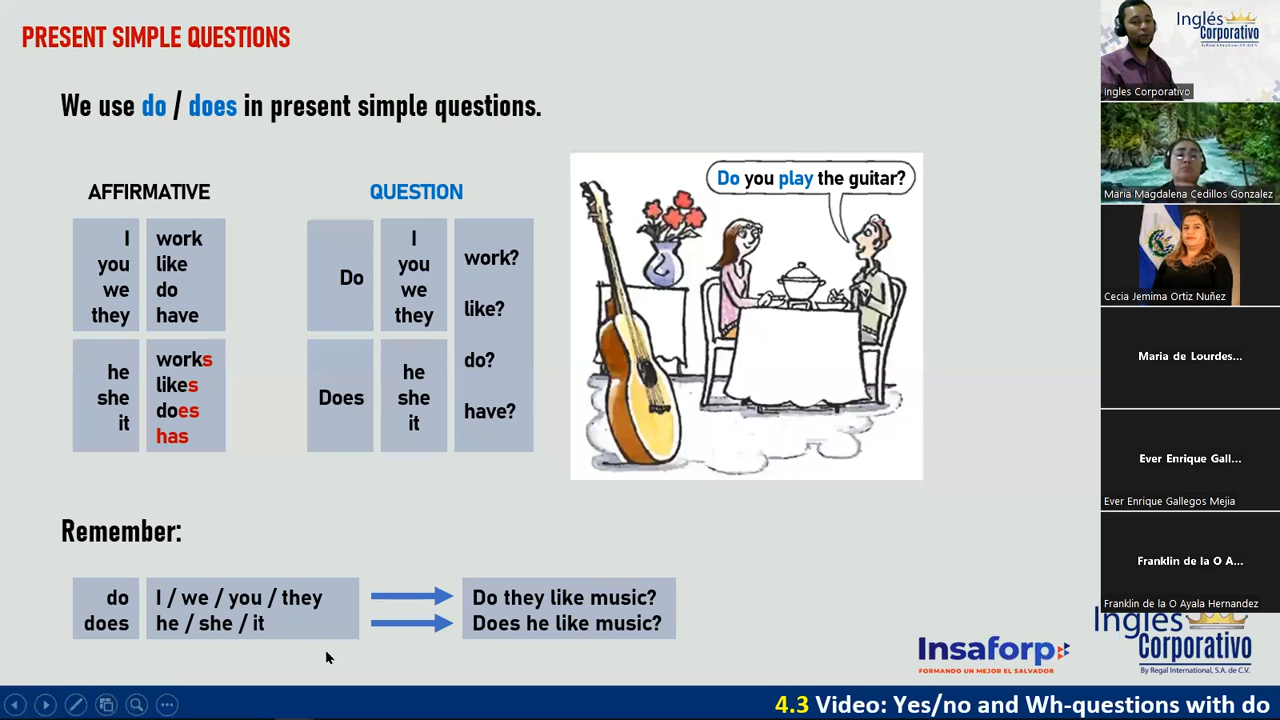 PRESENT SIMPLE QUESTIONS
We use do / does in present simple questions.
AFFIRMATIVE
I
you
we
they
work
like
do
have
he
she
it
works
likes
does
has
QUESTION
Do
I
you
we
they
Does
he
she
it
work?
like?
do?
have?
Do you play the guitar?
Remember:
do
does
I / we / you / they
he / she / it
Do they like music?
Does he like music?
Insaforp
FORMANDO UN MEJOR EL SALVADOR
Inglés
Corporativo
By Regal International, S.A. de C.V.
4.3 Video: Yes/no and Wh-questions with do
Inglés
Corporativo
By Regal International, S.A. de C.V.
Ingles Corporativo
Maria Magdalena Cedillos Gonzalez
Cecia Jemima Ortiz Nuñez
Maria de Lourdes...
Ever Enrique Gall...
Ever Enrique Gallegos Mejia
Franklin de la O A...
Franklin de la O Ayala Hernandez